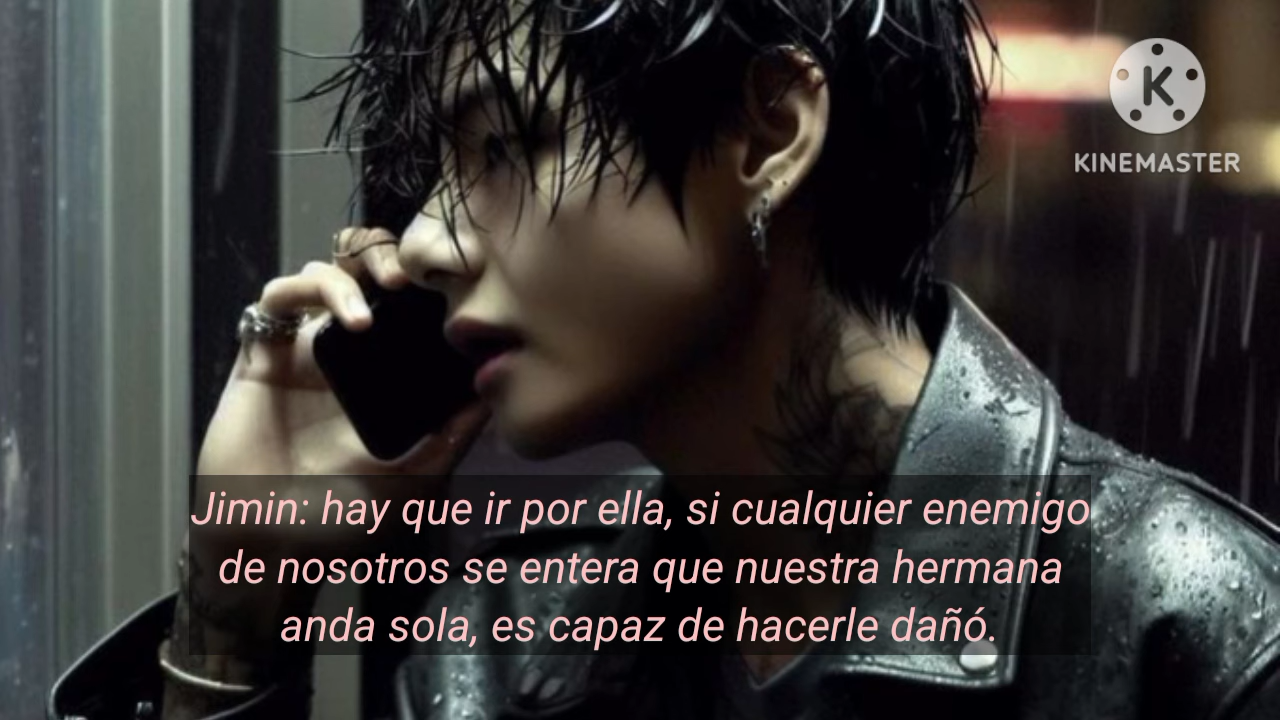 KINEMASTER
Jimin: hay que ir por ella, si cualquier enemigo
de nosotros se entera que nuestra hermana
anda sola, es capaz de hacerle dañó.